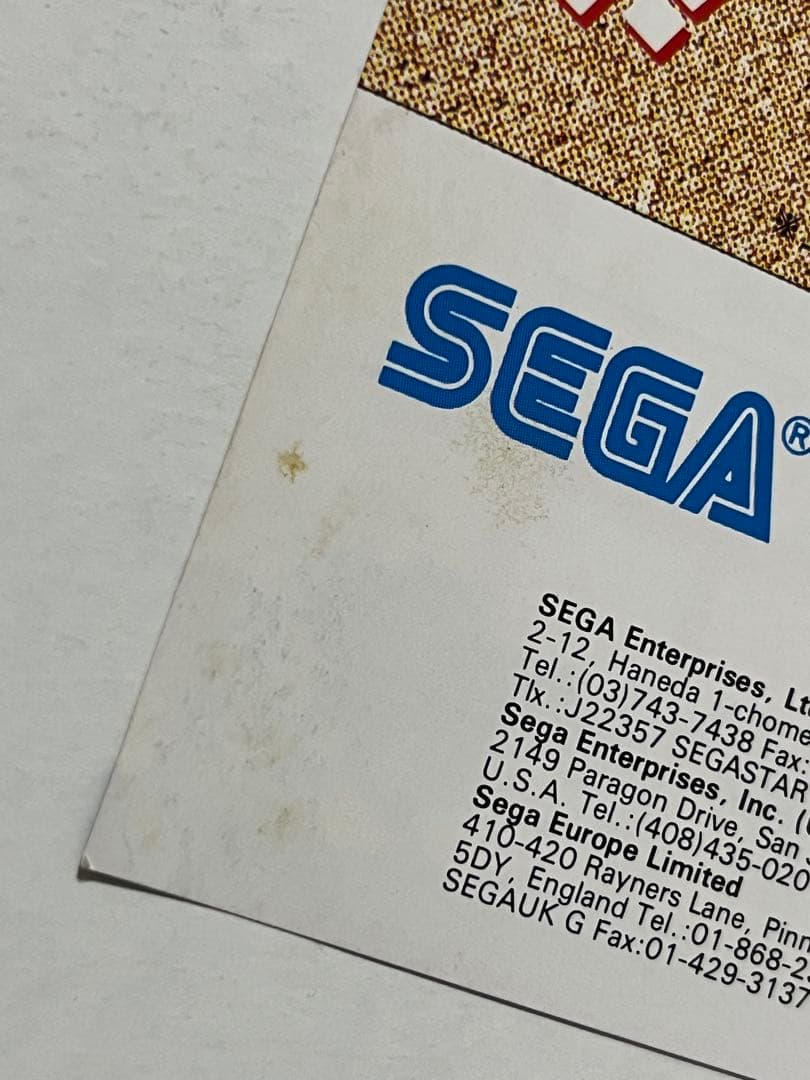 SEGA®
SEGA Enterprises, Lt
2-12, Haneda 1-chome
Tel.:(03)743-7438 Fax:
Tlx.:J22357 SEGASTAR
Sega Enterprises, Inc. (
2149 Paragon Drive, San
U.S.A. Tel.:(408)435-020
Sega Europe Limited
410-420 Rayners Lane, Pinn
5DY, England Tel.:01-868-2
SEGAUK G Fax:01-429-3137